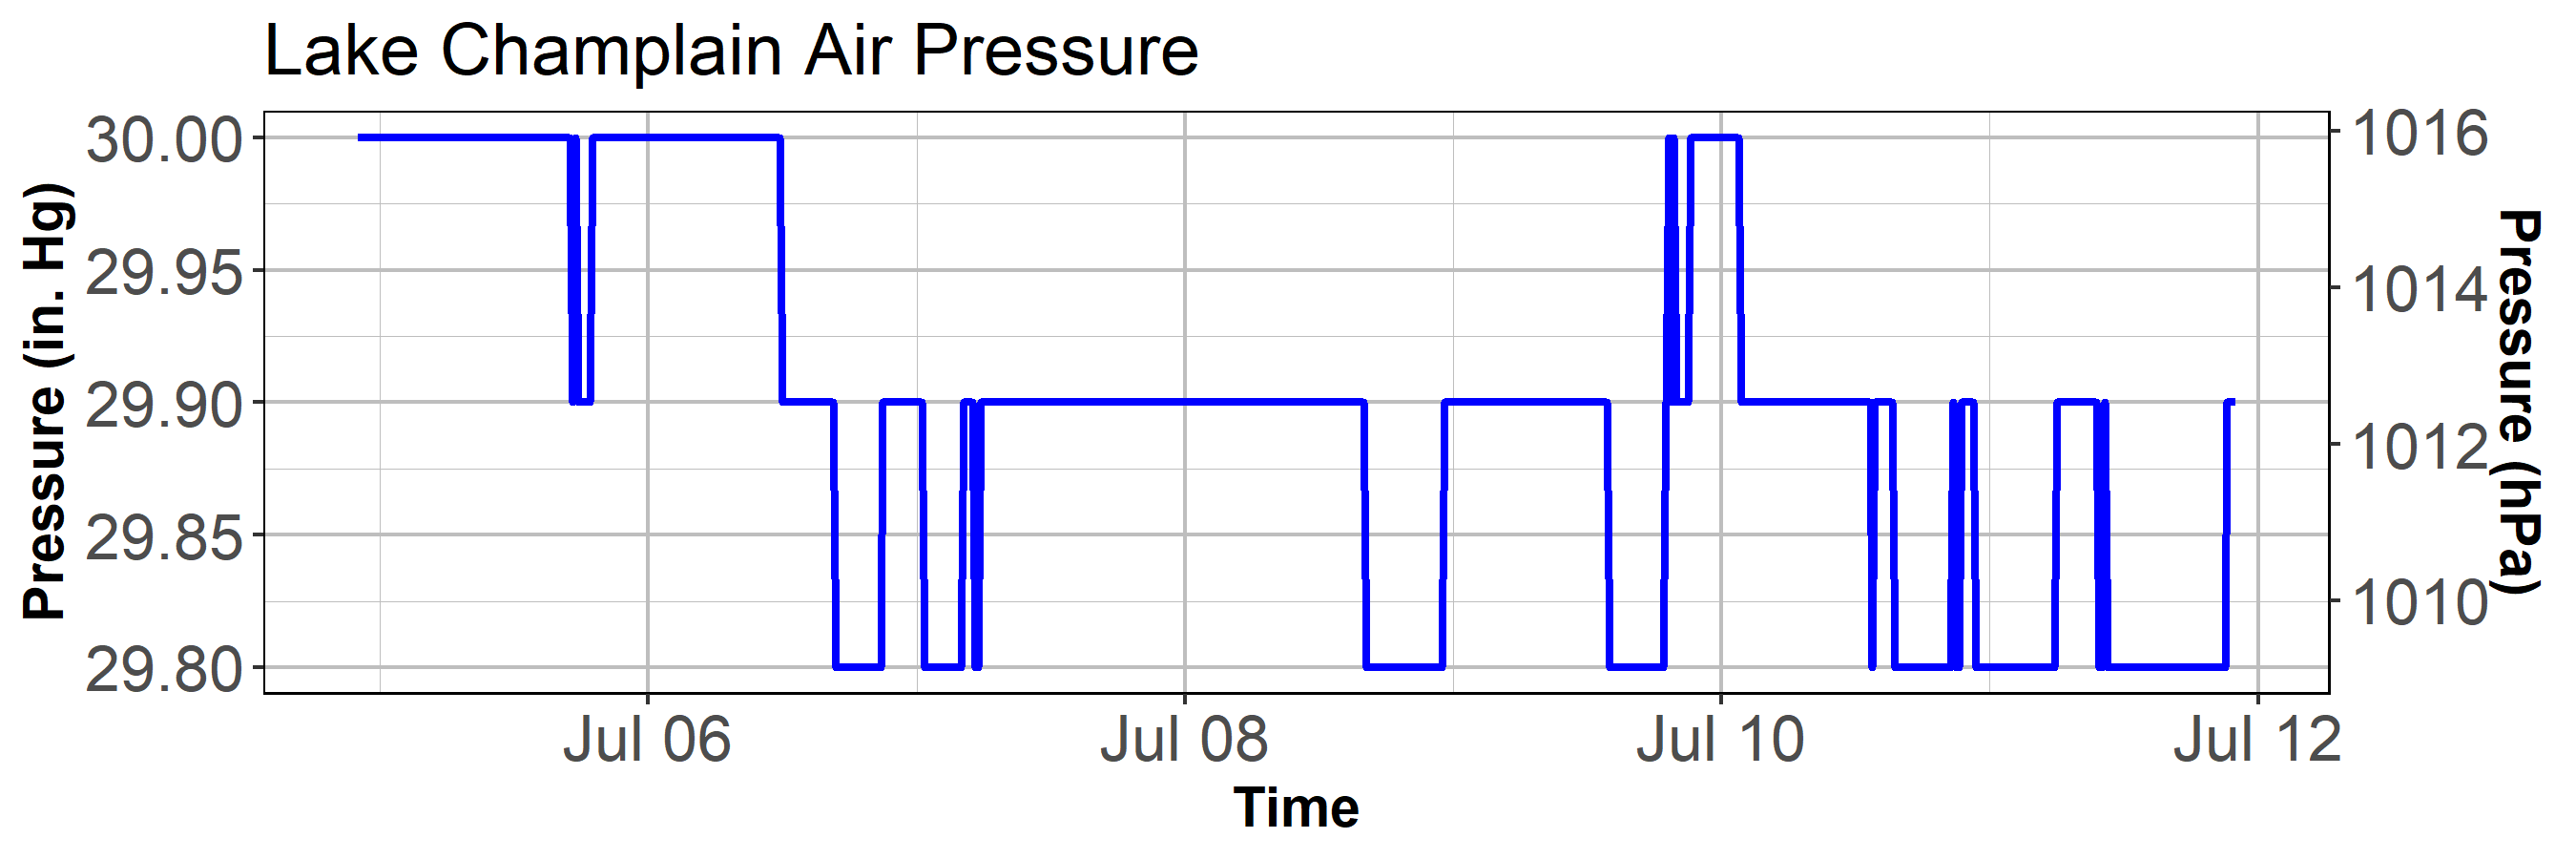 Lake Champlain Air Pressure
30.00
29.95
29.90
29.85
29.80
Pressure (in. Hg)
1016
1014
1012
1010
Pressure (hPa)
Jul 06 Jul 08 Jul 10 Jul 12
Time